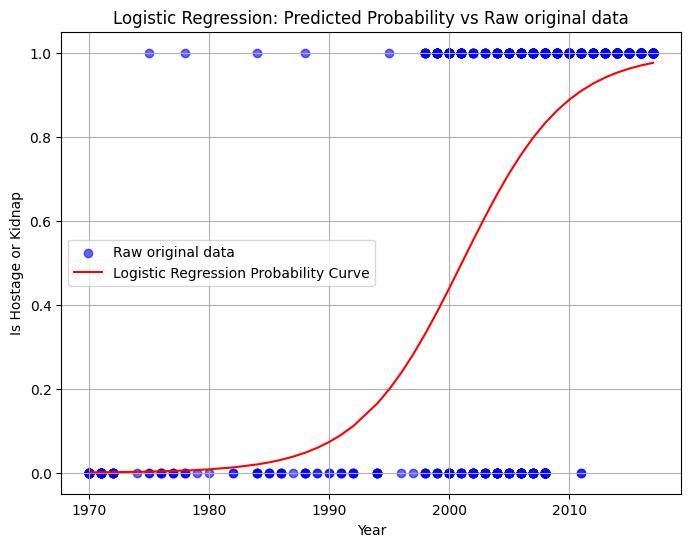 Logistic Regression: Predicted Probability vs Raw original data
1.0
0.8
0.6
0.4
0.2
0.0
Is Hostage or Kidnap
Raw original data
Logistic Regression Probability Curve
1970
1980
1990
2000
2010
Year